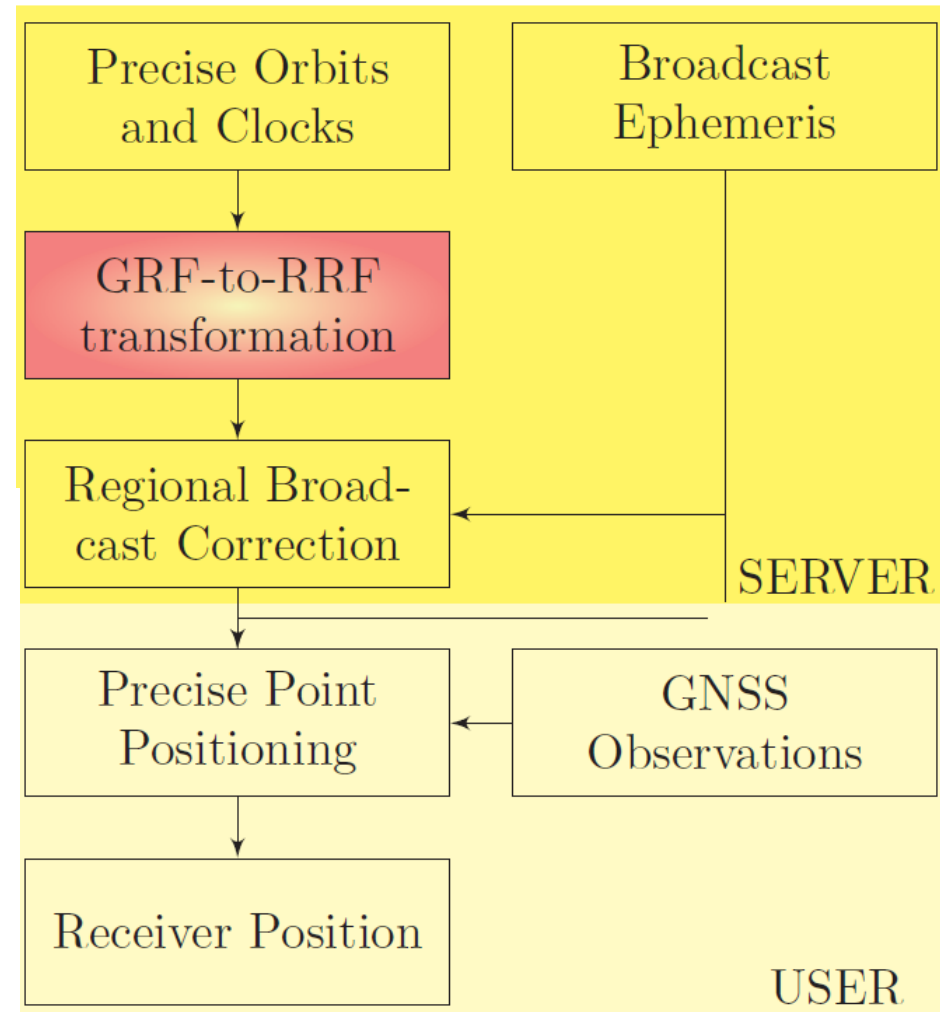 Precise Orbits
and Clocks
Broadcast
Ephemeris
GRF-to-RRF
transformation
Regional Broad-
cast Correction
SERVER
Precise Point
Positioning
GNSS
Observations
Receiver Position
USER